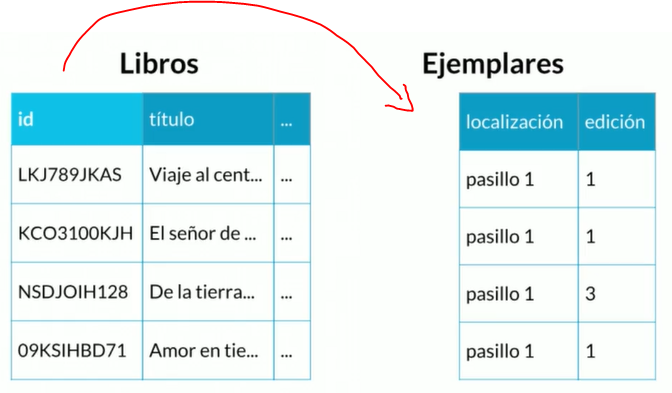 Libros
id título ...
LKJ789JKAS Viaje al cent... ...
KCO3100KJH El señor de ... ...
NSDJOIH128 De la tierra... ...
09KSIHBD71 Amor en tie... ...
Ejemplares
localización edición
pasillo 1 1
pasillo 1 1
pasillo 1 3
pasillo 1 1